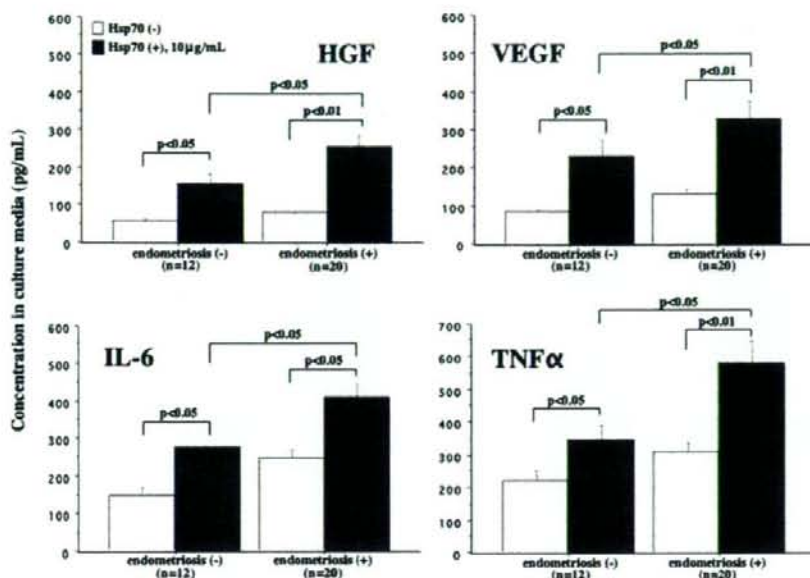 Concentration in culture media (pg/mL)
600
500
400
300
200
100
0
Hsp70 (-)
Hsp70 (+), 10µg/mL
HGF
p<0.05
p<0.01
p<0.05
endometriosis (-)
(n=12)
endometriosis (+)
(n=20)
600
500
400
300
200
100
0
VEGF
p<0.05
p<0.01
p<0.05
endometriosis (-)
(n=12)
endometriosis (+)
(n=20)
600
500
400
300
200
100
0
IL-6
p<0.05
p<0.05
p<0.05
endometriosis (-)
(n=12)
endometriosis (+)
(n=20)
700
600
500
400
300
200
100
0
TNFα
p<0.05
p<0.01
p<0.05
endometriosis (-)
(n=12)
endometriosis (+)
(n=20)